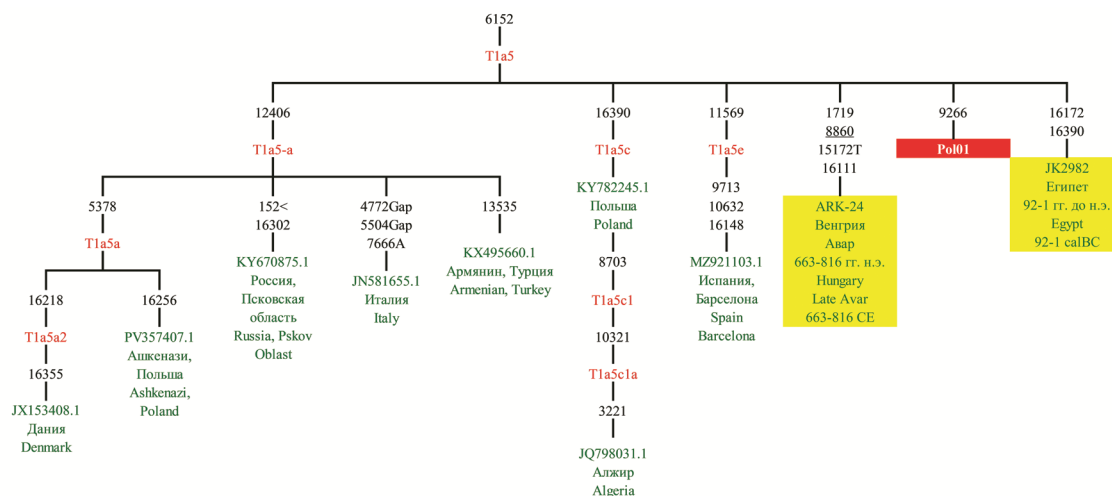 6152
T1a5
12406
T1a5-a
5378
T1a5a
16218
T1a5a2
16355
JX153408.1
Дания
Denmark
16256
PV357407.1
Ашкенази,
Польша
Ashkenazi,
Poland
152<
16302
KY670875.1
Россия,
Псковская
область
Russia, Pskov
Oblast
4772Gap
5504Gap
7666A
JN581655.1
Италия
Italy
13535
KX495660.1
Армянин, Турция
Armenian, Turkey
16390
T1a5c
KY782245.1
Польша
Poland
8703
T1a5c1
10321
T1a5c1a
3221
JQ798031.1
Алжир
Algeria
11569
T1a5e
9713
10632
16148
MZ921103.1
Испания,
Барселона
Spain
Barcelona
1719
8860
15172T
16111
ARK-24
Венгрия
Авар
663-816 гг. н.э.
Hungary
Late Avar
663-816 CE
9266
Pol01
16172
16390
JK2982
Египет
92-1 гг. до н.э.
Egypt
92-1 calBC